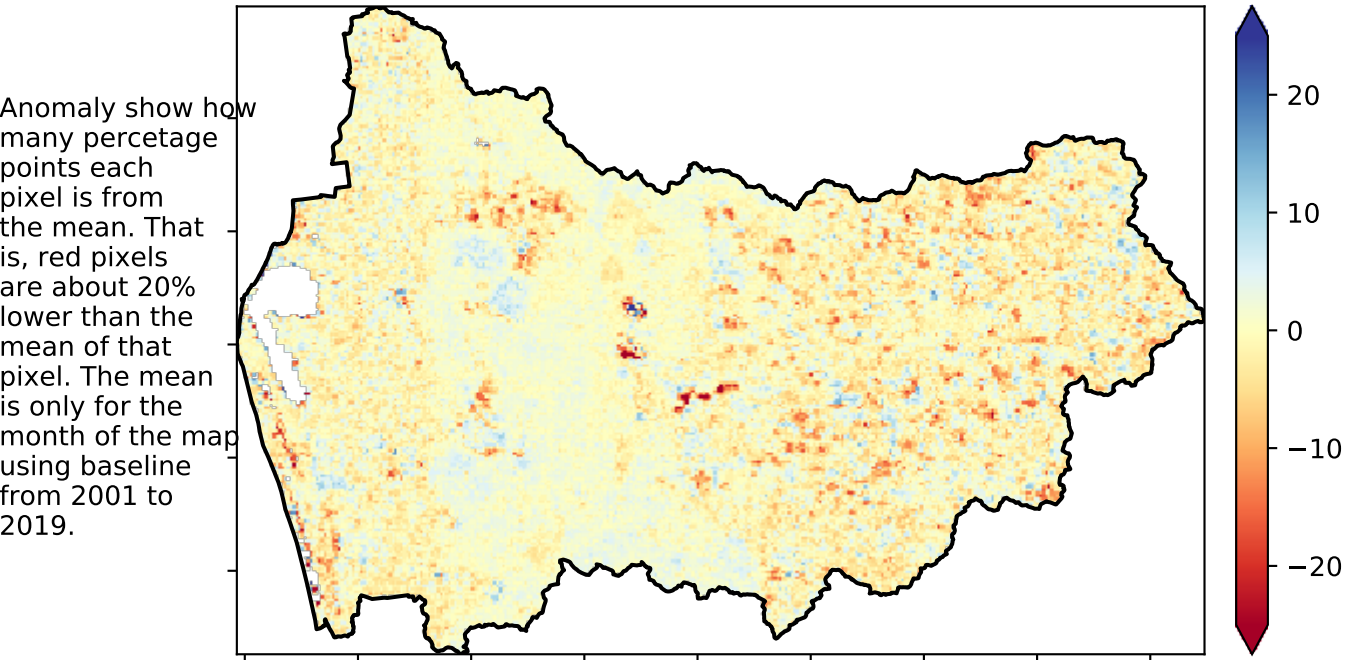 Anomaly show how
many percetage
points each
pixel is from
the mean. That
is, red pixels
are about 20%
lower than the
mean of that
pixel. The mean
is only for the
month of the map
using baseline
from 2001 to
2019.
20
10
0
−10
−20